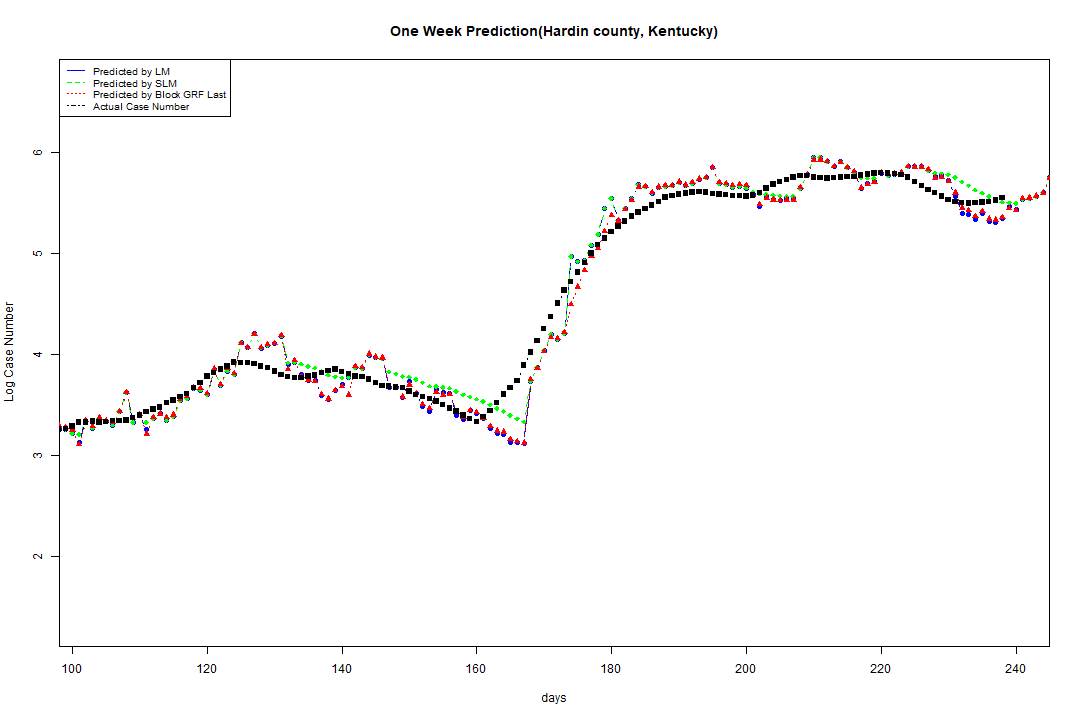 One Week Prediction(Hardin county, Kentucky)
Predicted by LM
Predicted by SLM
Predicted by Block GRF Last
Actual Case Number
Log Case Number
6
5
4
3
2
100 120 140 160 180 200 220 240
days